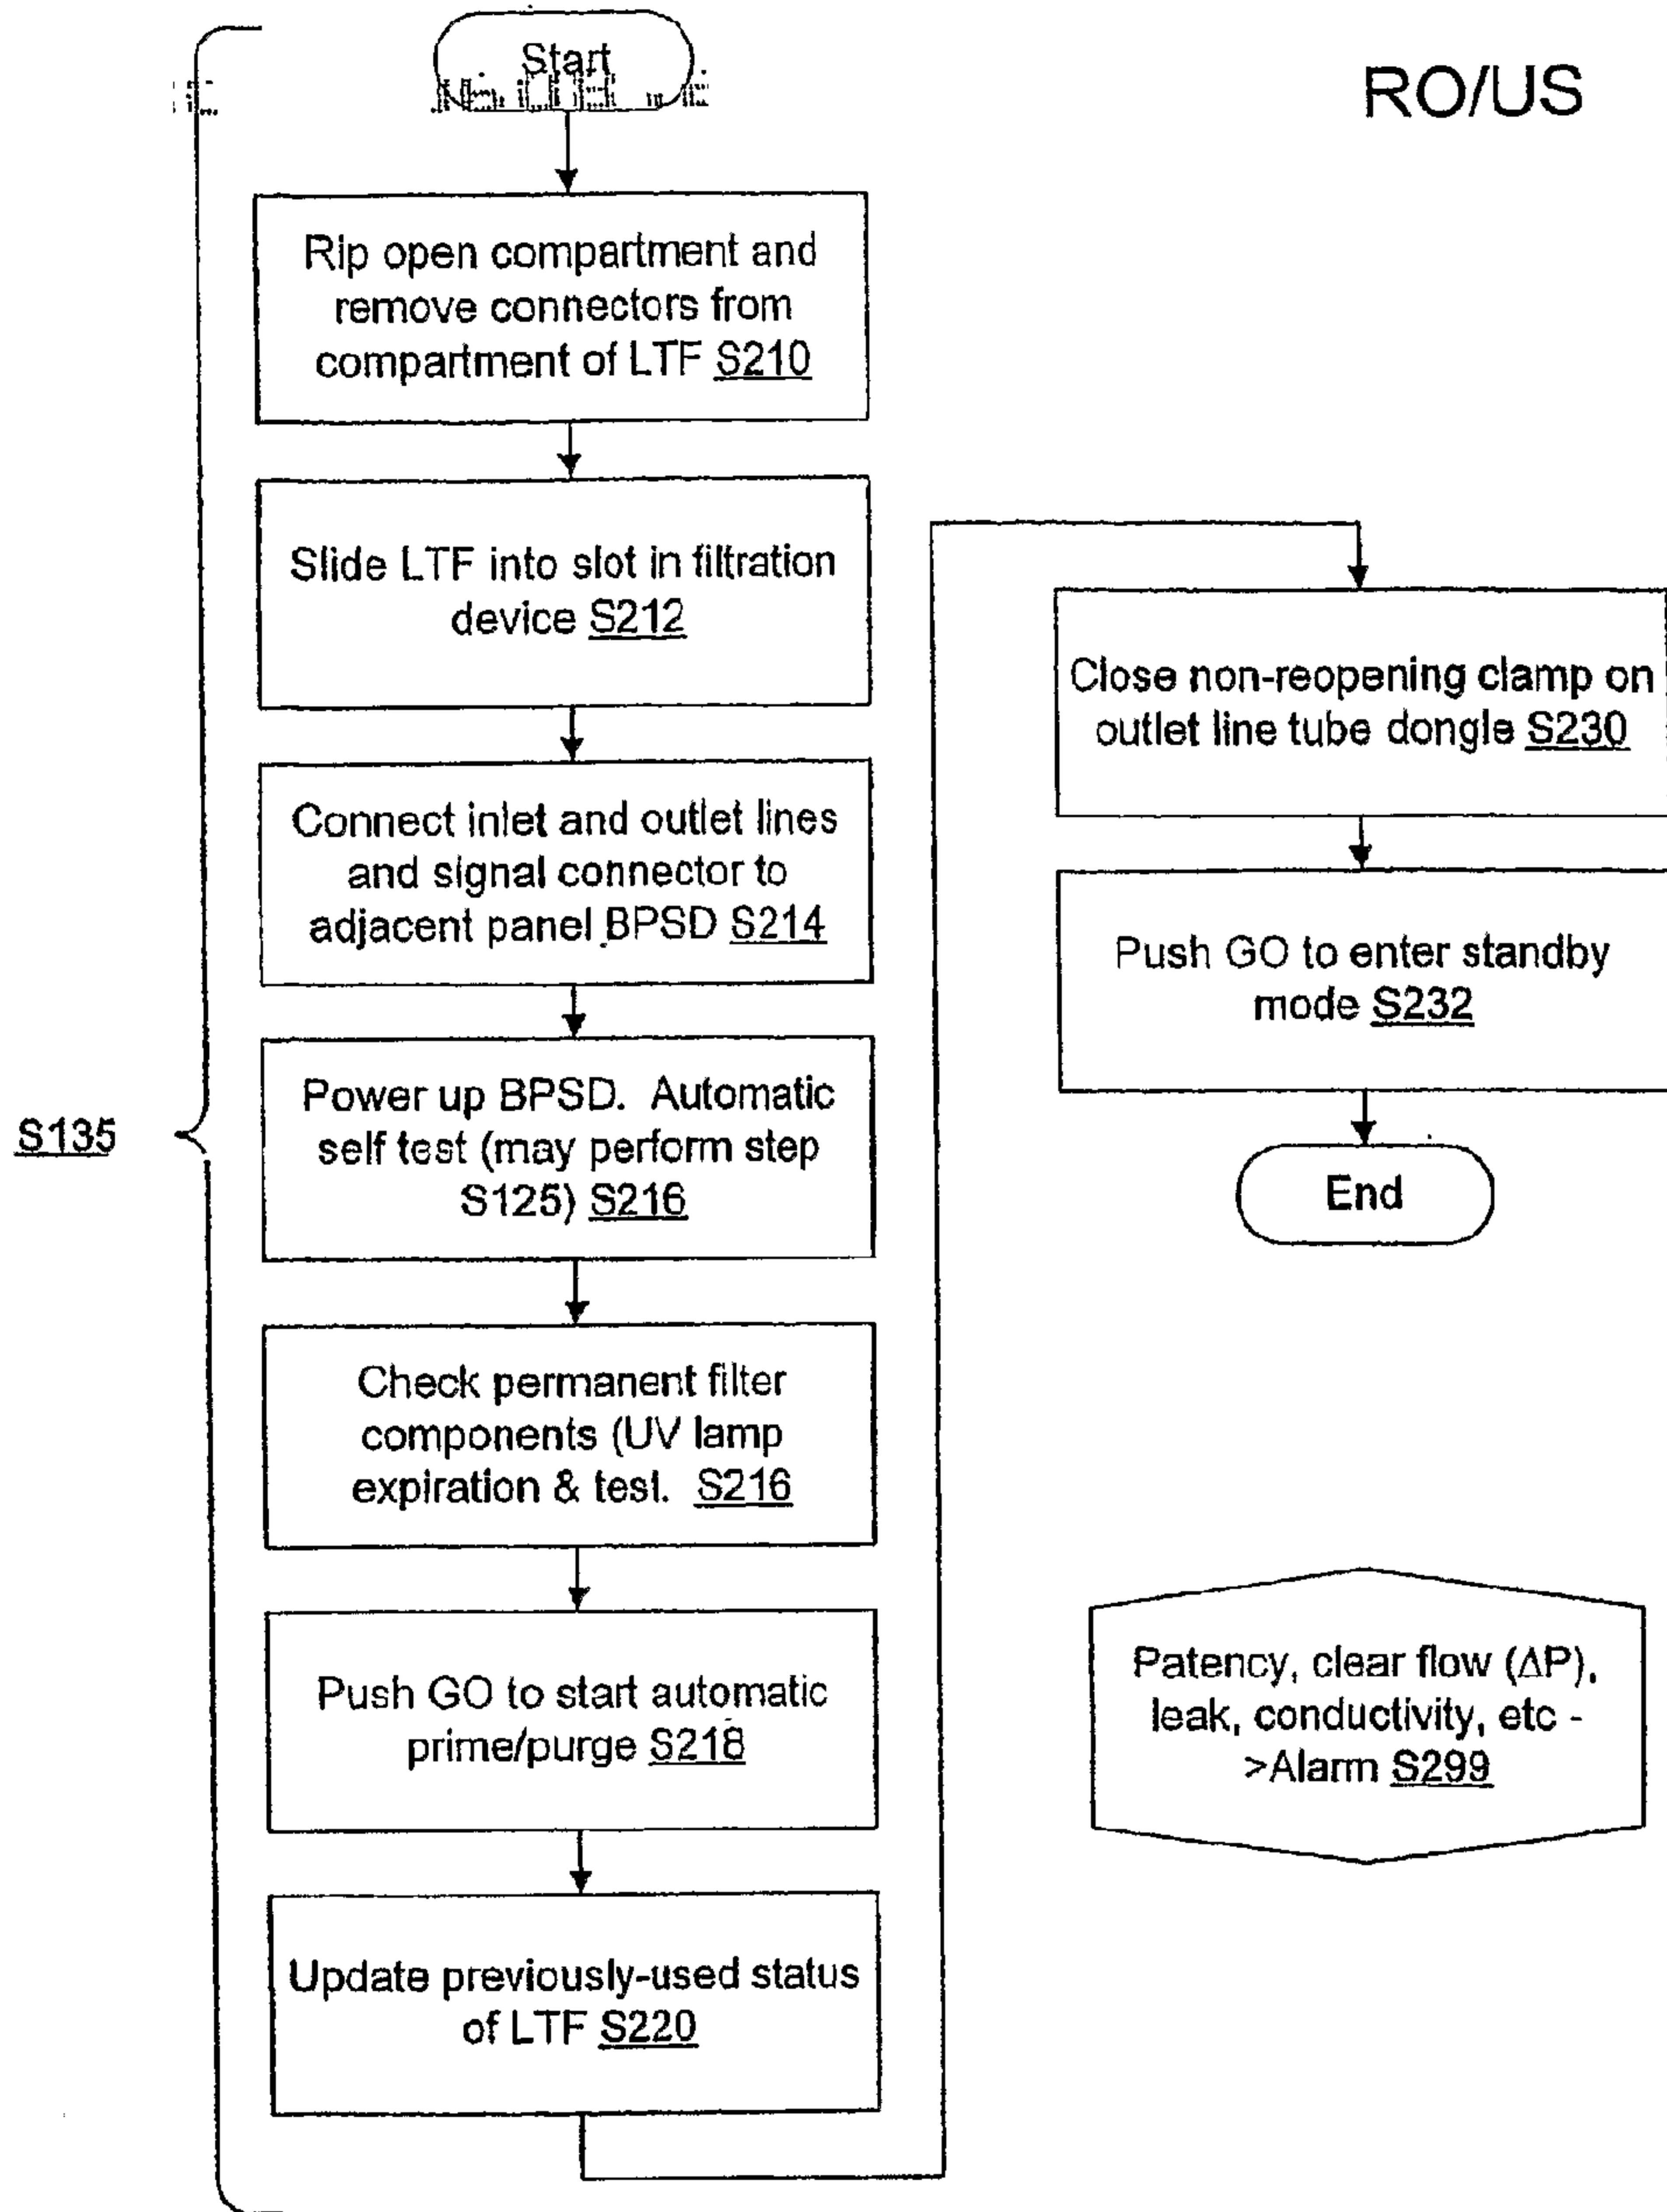 RO/US
Start
Rip open compartment and
remove connectors from
compartment of LTF S210
Slide LTF into slot in filtration
device S212
Connect inlet and outlet lines
and signal connector to
adjacent panel BPSD S214
Power up BPSD. Automatic
self test (may perform step
S125) S216
Check permanent filter
components (UV lamp
expiration & test. S216
Push GO to start automatic
prime/purge S218
Update previously-used status
of LTF S220
S135
Close non-reopening clamp on
outlet line tube dongle S230
Push GO to enter standby
mode S232
End
Patency, clear flow (ΔP),
leak, conductivity, etc -
>Alarm S299